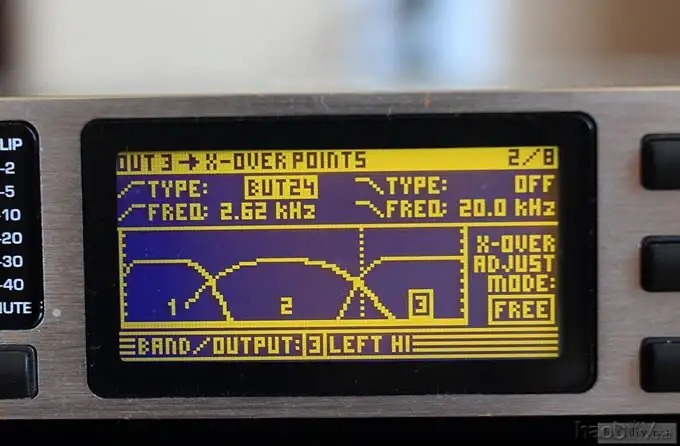 LIP
-2
-5
-10
-20
-30
-40
MUTE
OUT 3 → X-OVER POINTS 2/8
TYPE: BUT24 TYPE: OFF
FREQ: 2.62 kHz FREQ: 20.0 kHz
X-OVER
ADJUST
MODE:
FREE
1 2 3
BAND/OUTPUT: 3 LEFT HI